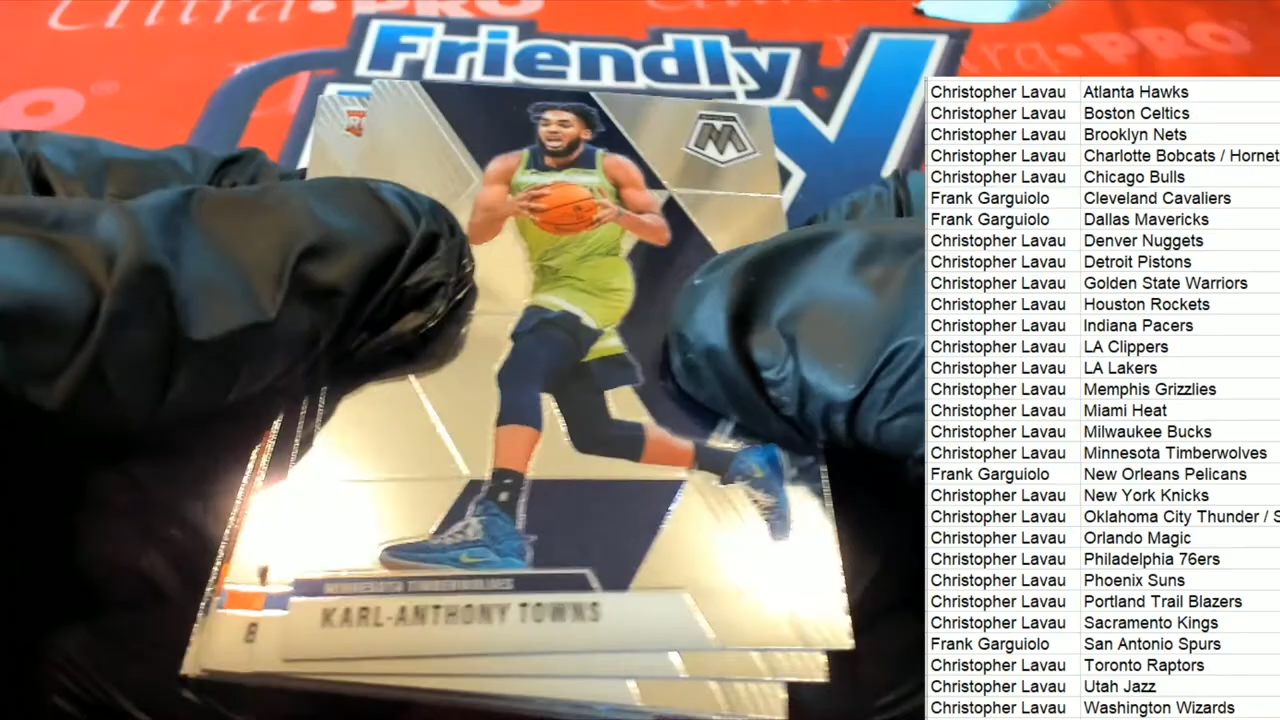 Ultra•PRO
Friendly
RC
M
MINNESOTA TIMBERWOLVES
KARL-ANTHONY TOWNS
B
Christopher Lavau Atlanta Hawks
Christopher Lavau Boston Celtics
Christopher Lavau Brooklyn Nets
Christopher Lavau Charlotte Bobcats / Hornet
Christopher Lavau Chicago Bulls
Frank Garguiolo Cleveland Cavaliers
Frank Garguiolo Dallas Mavericks
Christopher Lavau Denver Nuggets
Christopher Lavau Detroit Pistons
Christopher Lavau Golden State Warriors
Christopher Lavau Houston Rockets
Christopher Lavau Indiana Pacers
Christopher Lavau LA Clippers
Christopher Lavau LA Lakers
Christopher Lavau Memphis Grizzlies
Christopher Lavau Miami Heat
Christopher Lavau Milwaukee Bucks
Christopher Lavau Minnesota Timberwolves
Frank Garguiolo New Orleans Pelicans
Christopher Lavau New York Knicks
Christopher Lavau Oklahoma City Thunder / S
Christopher Lavau Orlando Magic
Christopher Lavau Philadelphia 76ers
Christopher Lavau Phoenix Suns
Christopher Lavau Portland Trail Blazers
Christopher Lavau Sacramento Kings
Frank Garguiolo San Antonio Spurs
Christopher Lavau Toronto Raptors
Christopher Lavau Utah Jazz
Christopher Lavau Washington Wizards